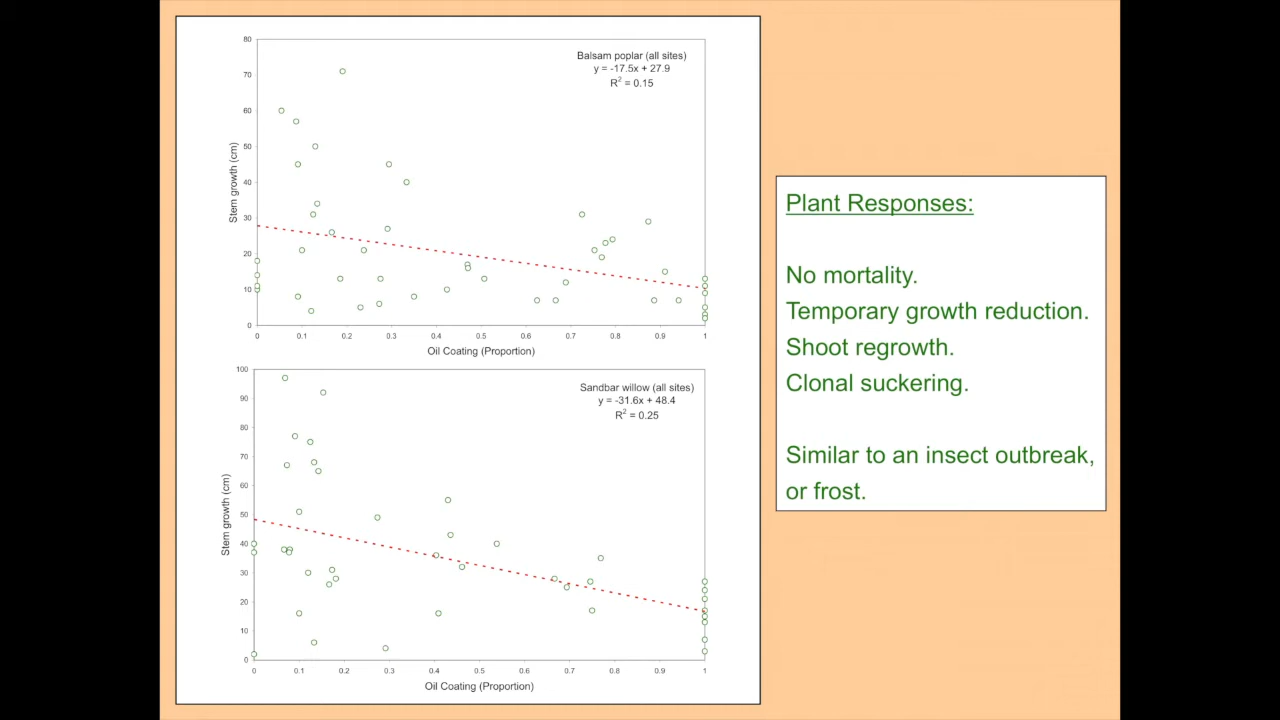 80
70
60
50
40
30
20
10
0
Stem growth (cm)
Balsam poplar (all sites)
y = -17.5x + 27.9
R² = 0.15
0 0.1 0.2 0.3 0.4 0.5 0.6 0.7 0.8 0.9 1
Oil Coating (Proportion)
100
90
80
70
60
50
40
30
20
10
0
Stem growth (cm)
Sandbar willow (all sites)
y = -31.6x + 48.4
R² = 0.25
0 0.1 0.2 0.3 0.4 0.5 0.6 0.7 0.8 0.9 1
Oil Coating (Proportion)
Plant Responses:
No mortality.
Temporary growth reduction.
Shoot regrowth.
Clonal suckering.
Similar to an insect outbreak,
or frost.